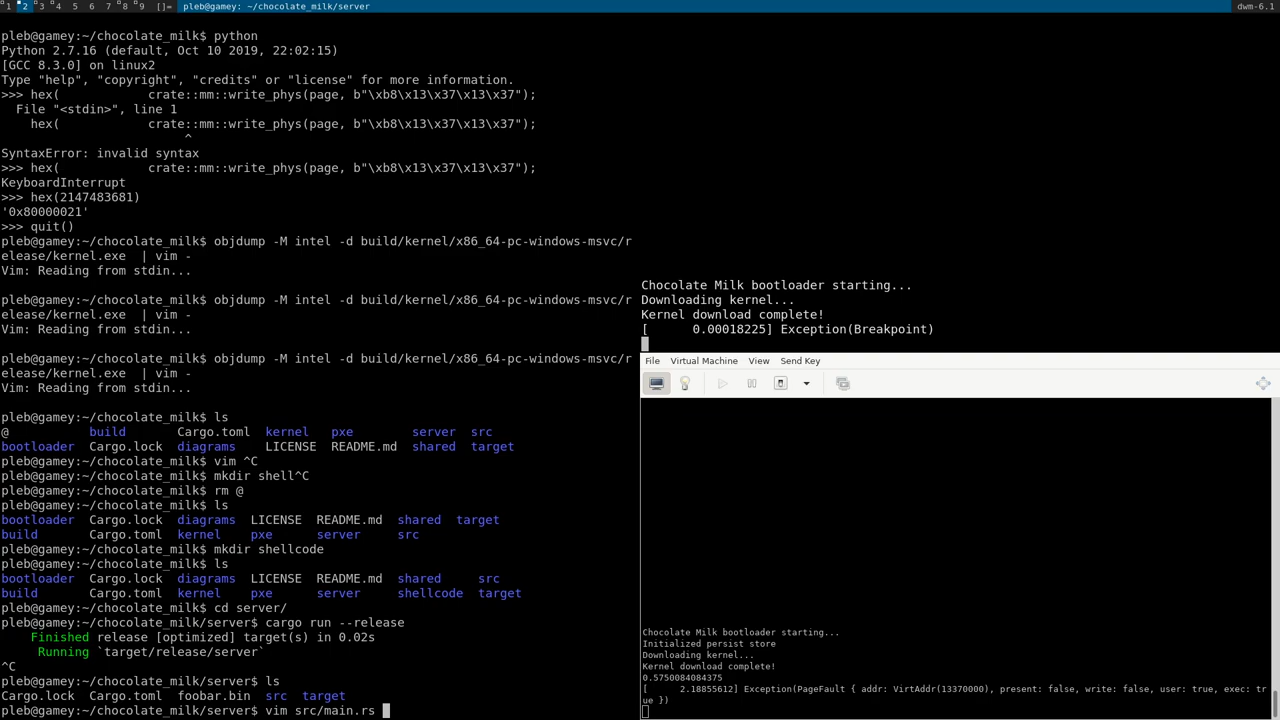 1 2 3 4 5 6 7 8 9 []= pleb@gamey: ~/chocolate_milk/server dwm-6.1
pleb@gamey:~/chocolate_milk$ python
Python 2.7.16 (default, Oct 10 2019, 22:02:15)
[GCC 8.3.0] on linux2
Type "help", "copyright", "credits" or "license" for more information.
>>> hex(            crate::mm::write_phys(page, b"\xb8\x13\x37\x13\x37");
  File "<stdin>", line 1
    hex(            crate::mm::write_phys(page, b"\xb8\x13\x37\x13\x37");
                         ^
SyntaxError: invalid syntax
>>> hex(            crate::mm::write_phys(page, b"\xb8\x13\x37\x13\x37");
KeyboardInterrupt
>>> hex(2147483681)
'0x80000021'
>>> quit()
pleb@gamey:~/chocolate_milk$ objdump -M intel -d build/kernel/x86_64-pc-windows-msvc/r
elease/kernel.exe  | vim -
Vim: Reading from stdin...
pleb@gamey:~/chocolate_milk$ objdump -M intel -d build/kernel/x86_64-pc-windows-msvc/r
elease/kernel.exe  | vim -
Vim: Reading from stdin...
pleb@gamey:~/chocolate_milk$ objdump -M intel -d build/kernel/x86_64-pc-windows-msvc/r
elease/kernel.exe  | vim -
Vim: Reading from stdin...
pleb@gamey:~/chocolate_milk$ ls
@           build       Cargo.toml  kernel   pxe        server  src
bootloader  Cargo.lock  diagrams    LICENSE  README.md  shared  target
pleb@gamey:~/chocolate_milk$ vim ^C
pleb@gamey:~/chocolate_milk$ mkdir shell^C
pleb@gamey:~/chocolate_milk$ rm @
pleb@gamey:~/chocolate_milk$ ls
bootloader  Cargo.lock  diagrams  LICENSE  README.md  shared  target
build       Cargo.toml  kernel    pxe      server     src
pleb@gamey:~/chocolate_milk$ mkdir shellcode
pleb@gamey:~/chocolate_milk$ ls
bootloader  Cargo.lock  diagrams  LICENSE  README.md  shared     src
build       Cargo.toml  kernel    pxe      server     shellcode  target
pleb@gamey:~/chocolate_milk$ cd server/
pleb@gamey:~/chocolate_milk/server$ cargo run --release
    Finished release [optimized] target(s) in 0.02s
     Running `target/release/server`
^C
pleb@gamey:~/chocolate_milk/server$ ls
Cargo.lock  Cargo.toml  foobar.bin  src  target
pleb@gamey:~/chocolate_milk/server$ vim src/main.rs
Chocolate Milk bootloader starting...
Downloading kernel...
Kernel download complete!
[      0.00018225] Exception(Breakpoint)
File Virtual Machine View Send Key
Chocolate Milk bootloader starting...
Initialized persist store
Downloading kernel...
Kernel download complete!
0.5750084084375
[      2.18855612] Exception(PageFault { addr: VirtAddr(13370000), present: false, write: false, user: true, exec: tr
ue })